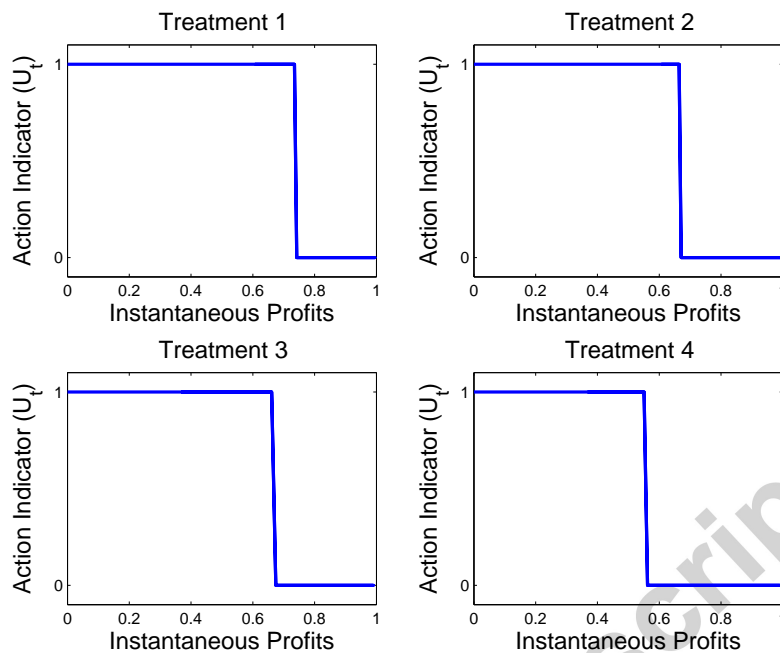 Treatment 1
Action Indicator (U_t)
1
0
0 0.2 0.4 0.6 0.8 1
Instantaneous Profits
Treatment 2
Action Indicator (U_t)
1
0
0 0.2 0.4 0.6 0.8 1
Instantaneous Profits
Treatment 3
Action Indicator (U_t)
1
0
0 0.2 0.4 0.6 0.8 1
Instantaneous Profits
Treatment 4
Action Indicator (U_t)
1
0
0 0.2 0.4 0.6 0.8 1
Instantaneous Profits